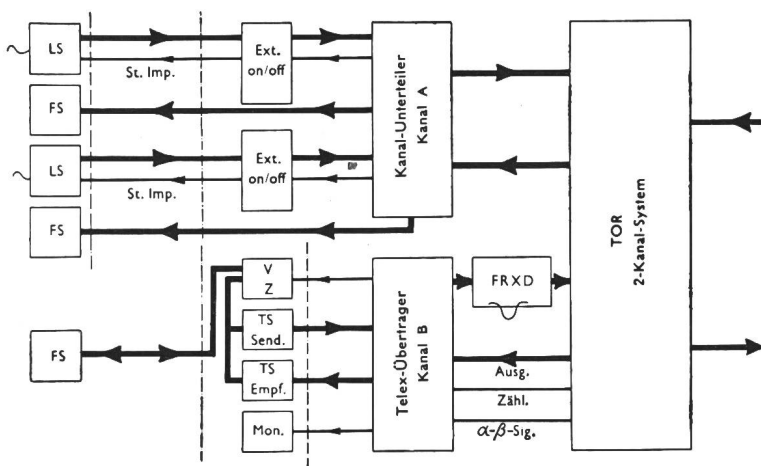 LS
St. Imp.
Ext.
on/off
FS
LS
St. Imp.
Ext.
on/off
FS
Kanal-Unterteiler
Kanal A
TOR
2-Kanal-System
FS
V
Z
TS
Send.
TS
Empf.
Mon.
Telex-Übertrager
Kanal B
FRXD
Ausg.
Zähl.
α-β-Sig.